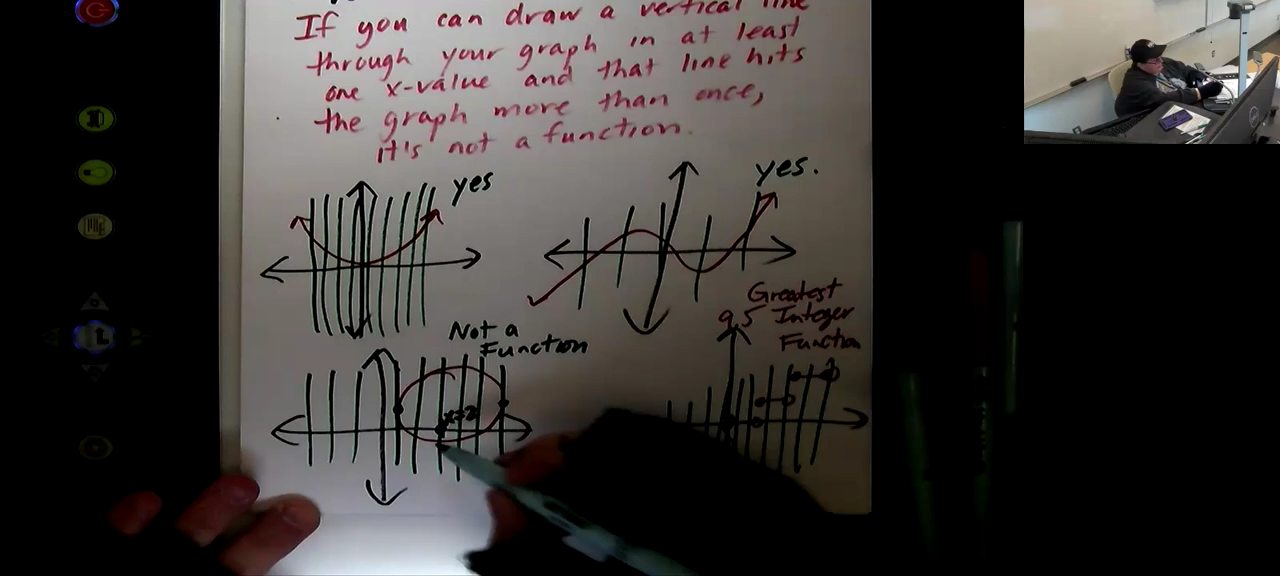 If you can draw a vertical line
through your graph in at least
one x-value and that line hits
the graph more than once,
it's not a function.
yes
yes.
Not a
Function
x=2
Greatest
Integer
Function